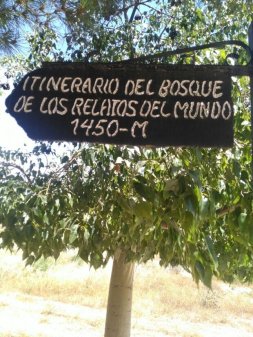 ITINERARIO DEL BOSQUE
DE LOS RELATOS DEL MUNDO
1450-M